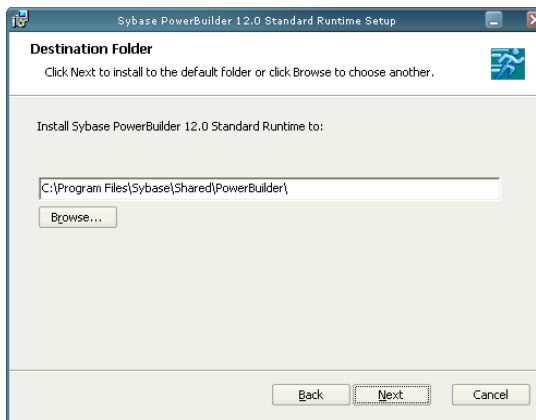 Sybase PowerBuilder 12.0 Standard Runtime Setup
Destination Folder
Click Next to install to the default folder or click Browse to choose another.
Install Sybase PowerBuilder 12.0 Standard Runtime to:
C:\Program Files\Sybase\Shared\PowerBuilder\
Browse...
Back Next Cancel